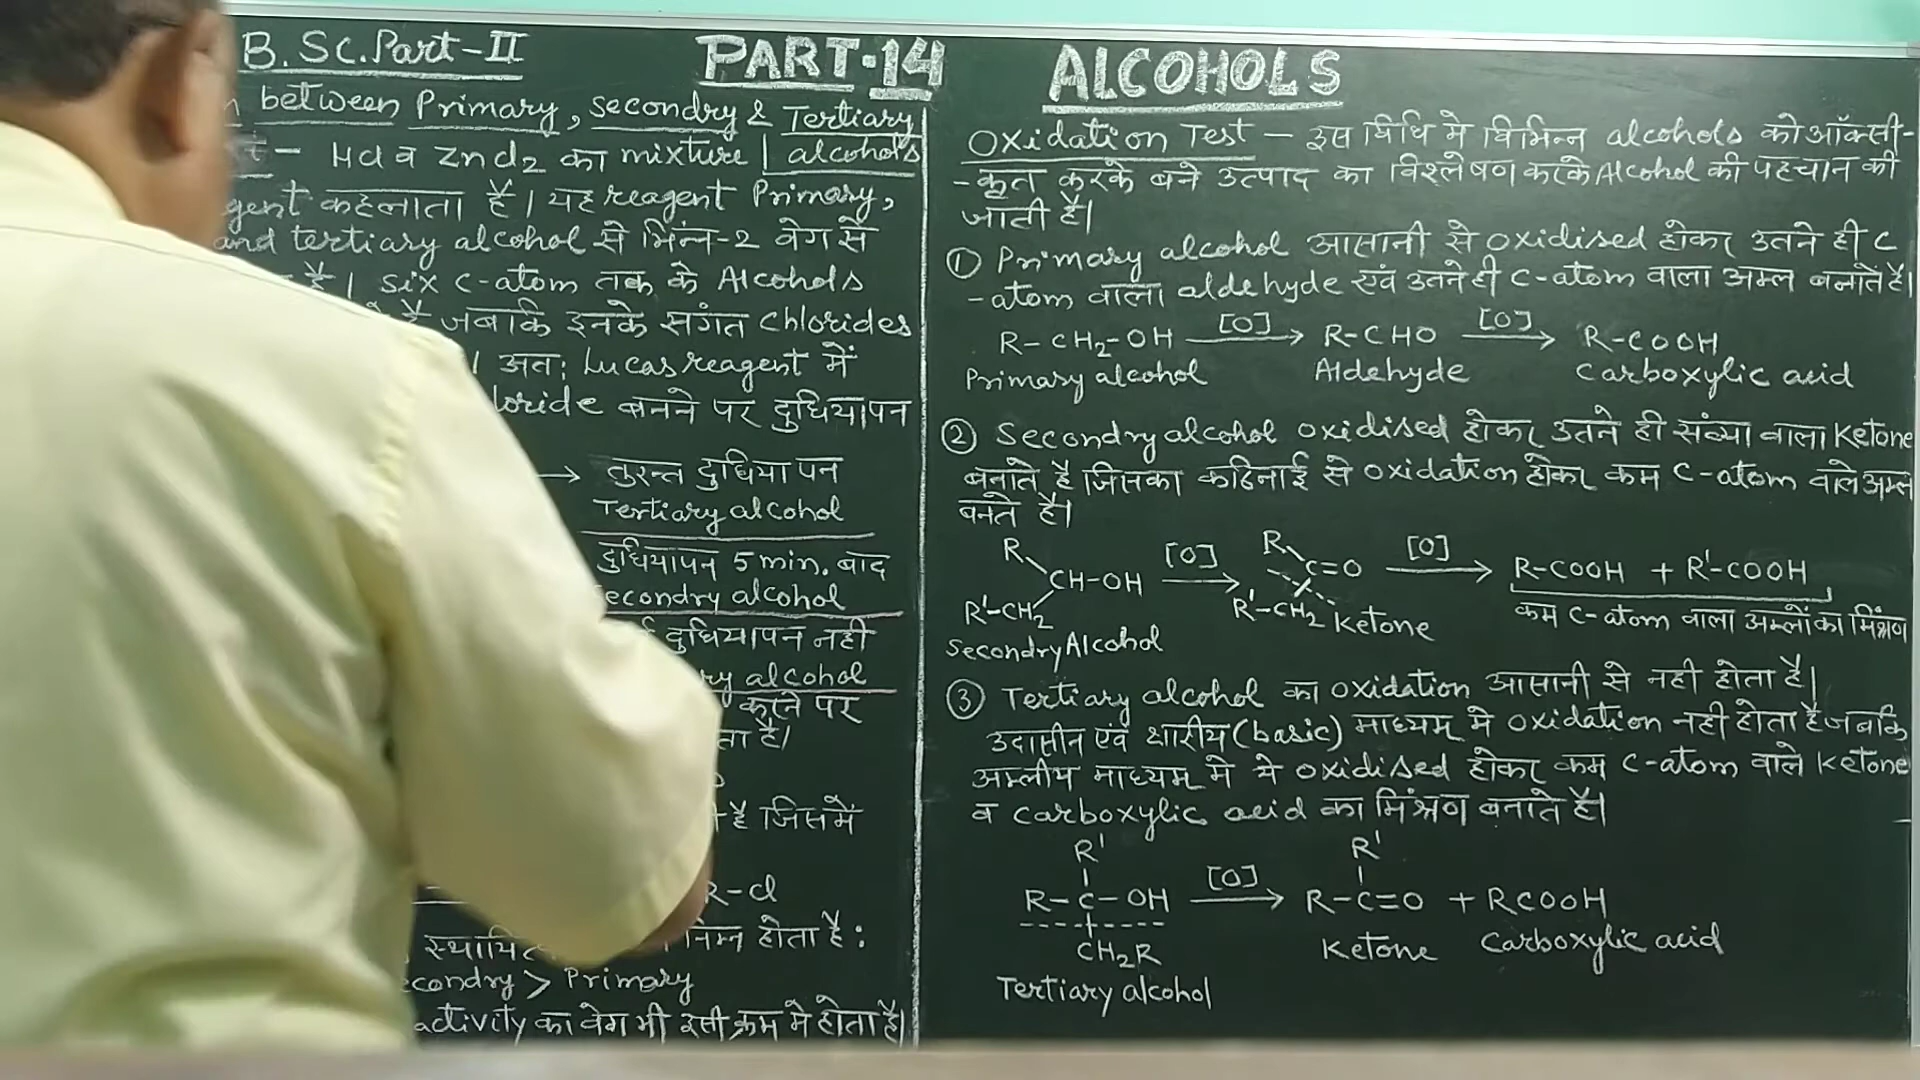 B. Sc. Part-II
PART-14 ALCOHOLS
between Primary, secondry & Tertiary
alcohols
- HCl व ZnCl2 का mixture
gent कहलाता है। यह reagent Primary,
and tertiary alcohol से भिन्न-2 वेग से
है। six C-atom तक के Alcohols
है जबकि इनके संगत Chlorides
। अतः Lucas reagent में
loride बनने पर दुधियापन
→ तुरन्त दुधियापन
Tertiary alcohol
दुधियापन 5 min. बाद
econdry alcohol
दुधियापन नही
ry alcohol
करने पर
ता है।
है जिसमें
R-Cl
स्थायित्व निम्न होता है:
econdry > Primary
activity का वेग भी इसी क्रम मे होता है।
Oxidation Test — इस विधि मे विभिन्न alcohols को ऑक्सी-
-कृत करके बने उत्पाद का विश्लेषण करके Alcohol की पहचान की
जाती है।
① Primary alcohol आसानी से oxidised होकर उतने ही C
-atom वाला aldehyde एवं उतने ही C-atom वाला अम्ल बनाते है।
R-CH2-OH [O]→ R-CHO [O]→ R-COOH
Primary alcohol Aldehyde Carboxylic acid
② Secondry alcohol oxidised होकर उतने ही संख्या वाला Ketone
बनाते है जिसका कठिनाई से oxidation होकर कम C-atom वाले अम्ल
बनते है।
R R
CH-OH [O]→ C=O [O]→ R-COOH + R'-COOH
R'-CH2 R'-CH2 Ketone कम C-atom वाला अम्लों का मिंश्रण
Secondry Alcohol
③ Tertiary alcohol का oxidation आसानी से नही होता है।
उदासीन एवं क्षारीय (basic) माध्यम मे oxidation नही होता है जबकि
अम्लीय माध्यम मे ये oxidised होकर कम C-atom वाले Ketone
व carboxylic acid का मिंश्रण बनाते है।
R' R'
R-C-OH [O]→ R-C=O + RCOOH
CH2R Ketone Carboxylic acid
Tertiary alcohol